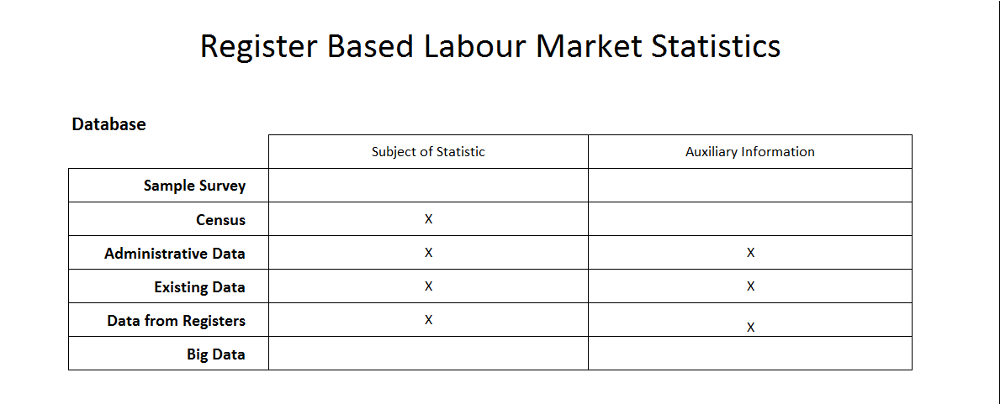 Register Based Labour Market Statistics
Database
Subject of Statistic Auxiliary Information
Sample Survey
Census X
Administrative Data X X
Existing Data X X
Data from Registers X X
Big Data